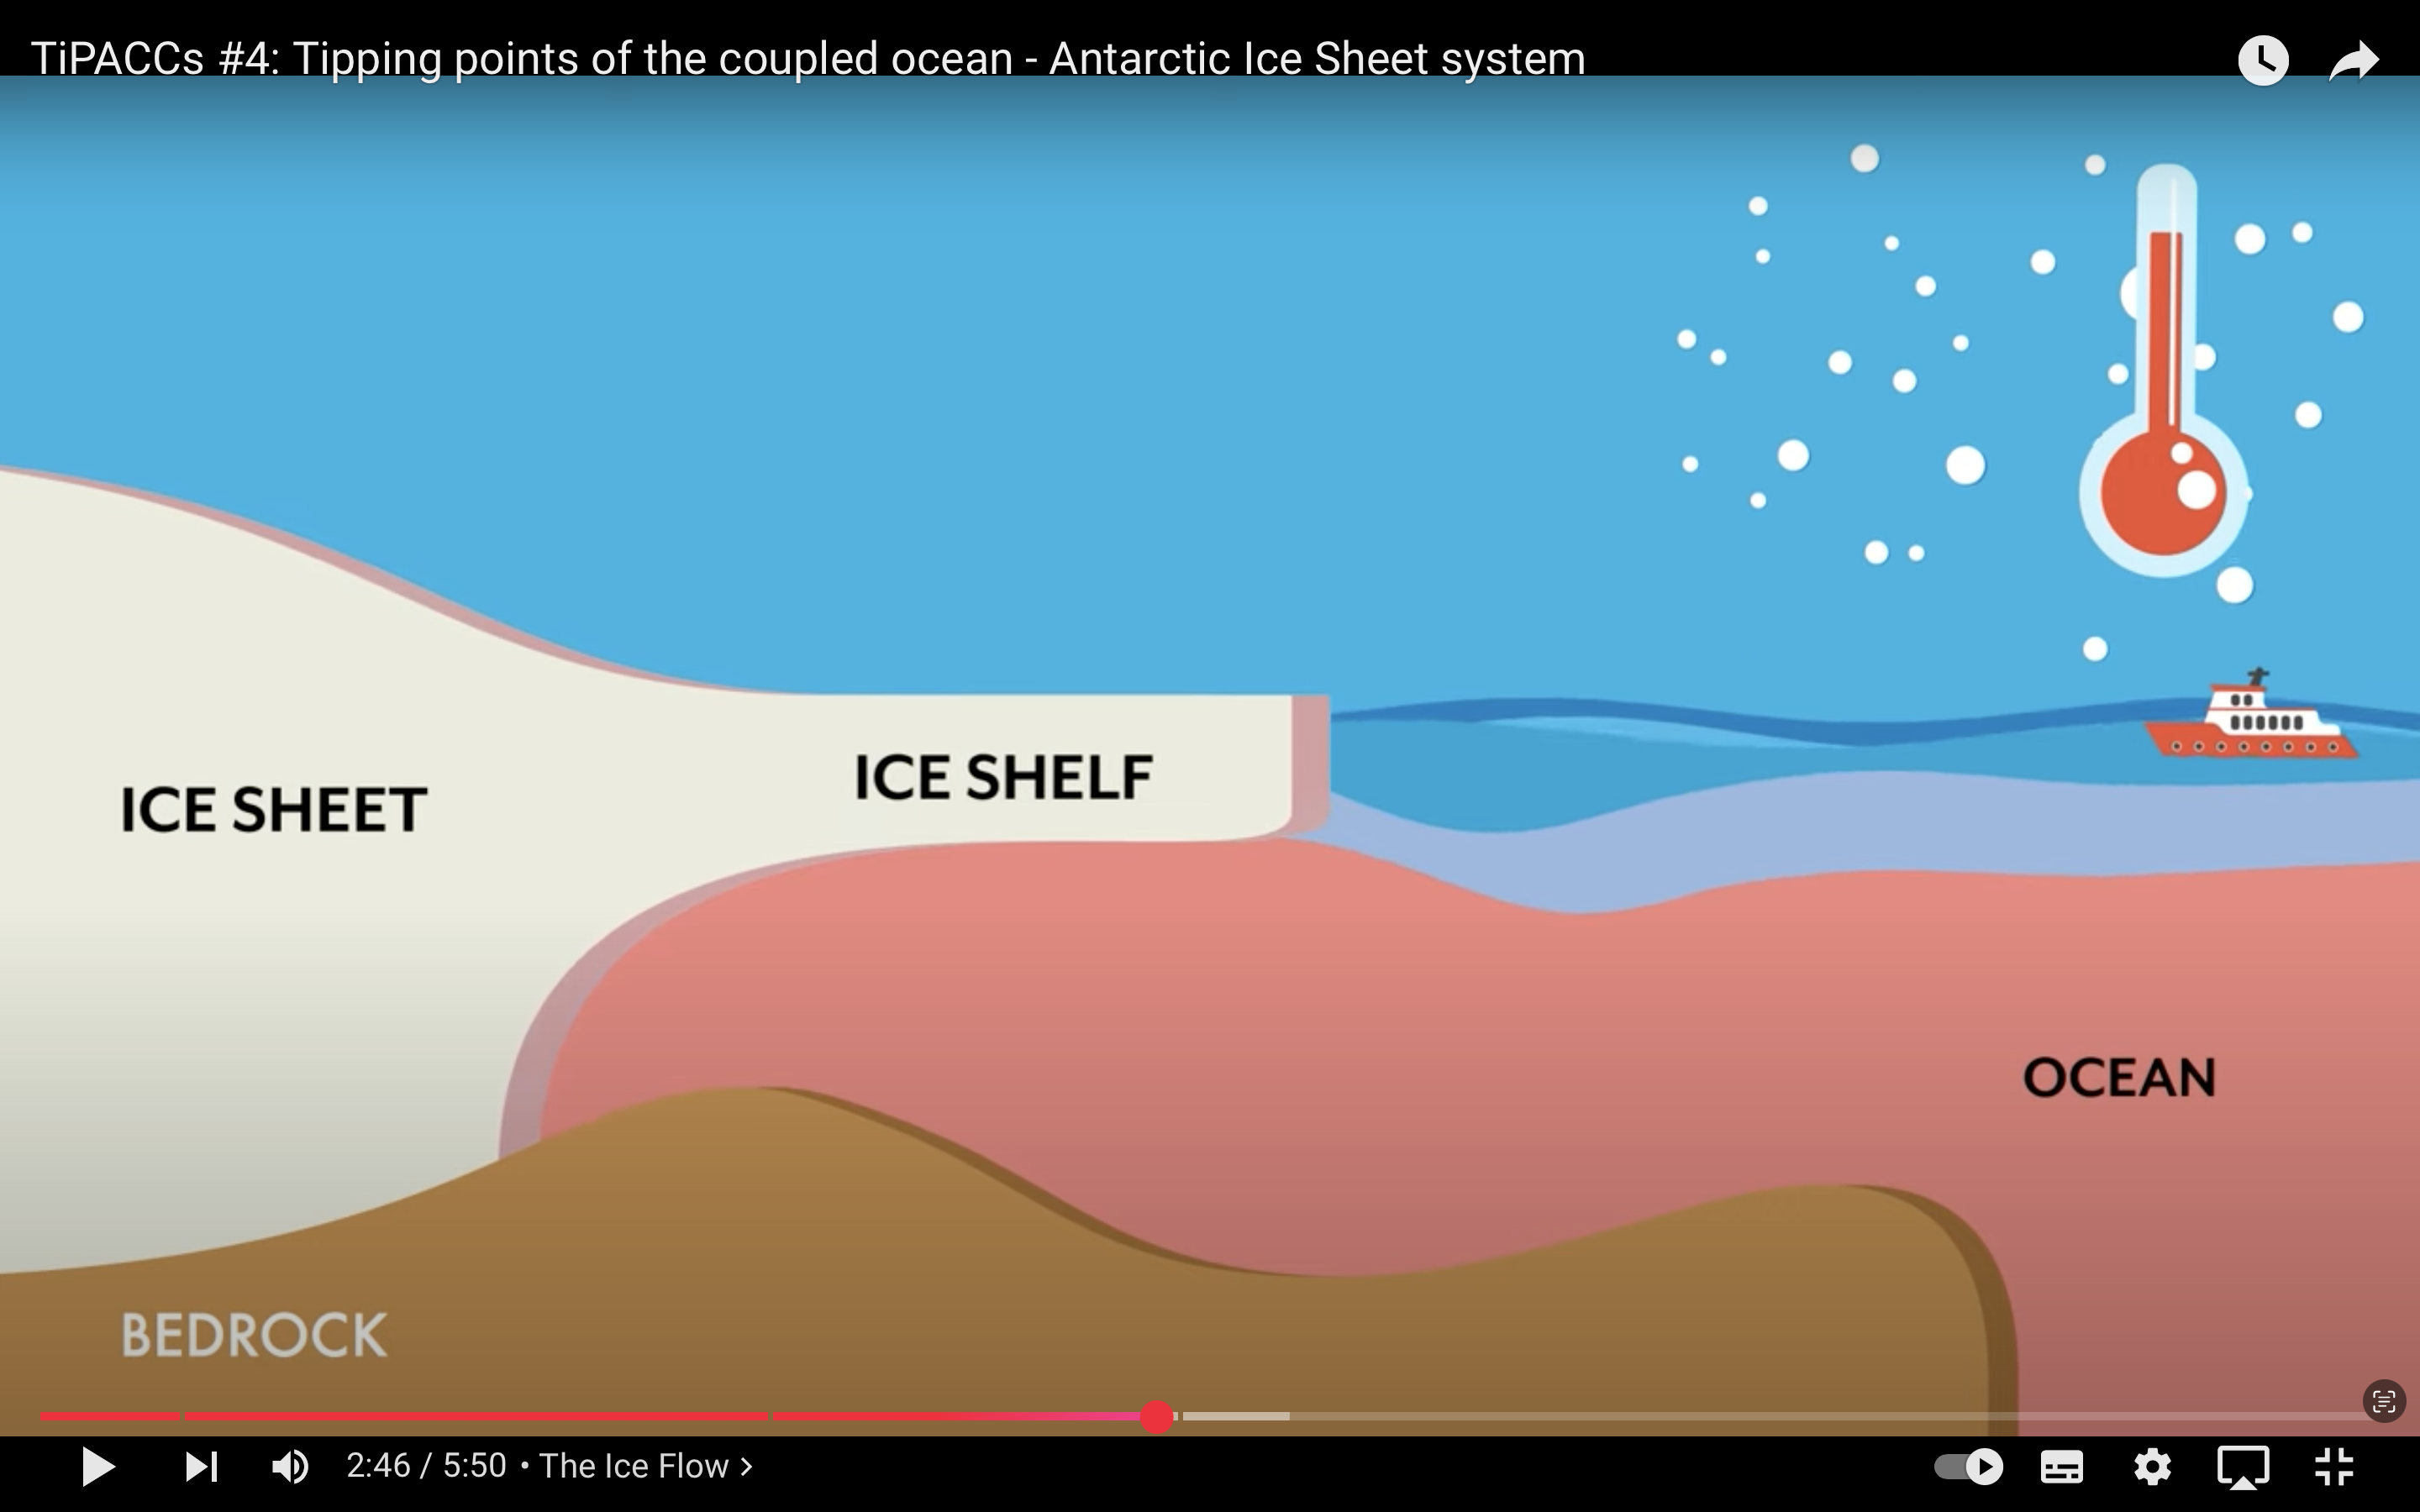 TiPACCs #4: Tipping points of the coupled ocean - Antarctic Ice Sheet system
ICE SHELF
ICE SHEET
OCEAN
BEDROCK
2:46 / 5:50 • The Ice Flow >